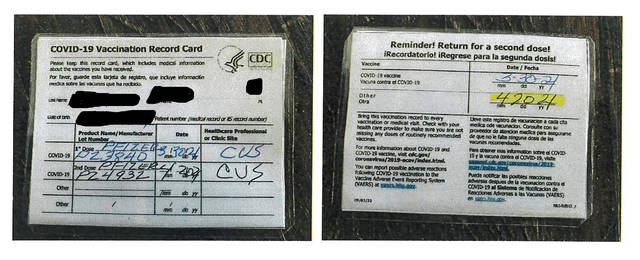 COVID-19 Vaccination Record Card
Please keep this record card, which includes medical information
about the vaccines you have received.
Por favor, guarde esta tarjeta de registro, que incluye información
médica sobre las vacunas que ha recibido.
CDC
Last Name
MI
Date of birth
Patient number (medical record or IIS record number)
Vaccine
Product Name/Manufacturer
Lot Number
Date
Healthcare Professional
or Clinic Site
1st Dose
COVID-19
PFIZER
CVS
mm dd yy
COVID-19
PFIZER
CVS
mm dd yy
Other
mm dd yy
Other
mm dd yy
Reminder! Return for a second dose!
¡Recordatorio! ¡Regrese para la segunda dosis!
Vaccine
Date / Fecha
COVID-19 vaccine
Vacuna contra el COVID-19
mm dd yy
Other
Otra
mm dd yy
Bring this vaccination record to every
vaccination or medical visit. Check with your
health care provider to make sure you are not
missing any doses of routinely recommended
vaccines.
For more information about COVID-19
and COVID-19 vaccine, visit cdc.gov/
coronavirus/2019-ncov/index.html.
You can report possible adverse reactions
following COVID-19 vaccination to the
Vaccine Adverse Event Reporting System
(VAERS) at vaers.hhs.gov.
09/03/20
Lleve este registro de vacunación a cada cita
médica o de vacunación. Consulte con su
proveedor de atención médica para asegurarse
de que no le falte ninguna dosis de las
vacunas recomendadas.
Para obtener más información sobre el COVID-19
y la vacuna contra el COVID-19, visite
Puede notificar las posibles reacciones
adversas después de la vacunación contra el
COVID-19 al Sistema de Notificación de
Reacciones Adversas a las Vacunas (VAERS)
en vaers.hhs.gov.